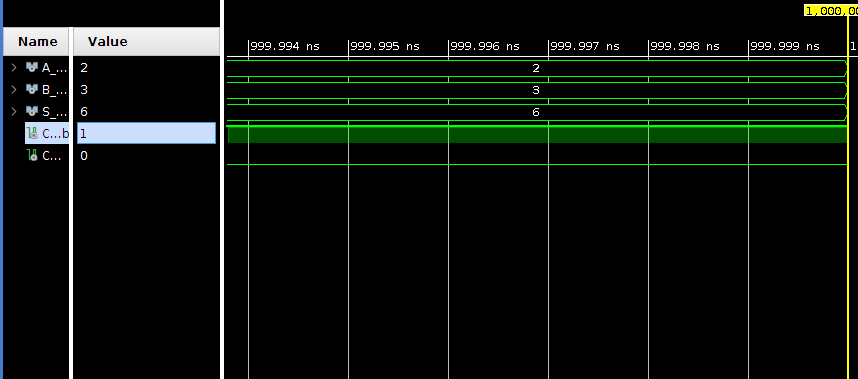 1,000,00
Name Value
999.994 ns 999.995 ns 999.996 ns 999.997 ns 999.998 ns 999.999 ns 1
A_... 2 2
B_... 3 3
S_... 6 6
C...b 1
C... 0